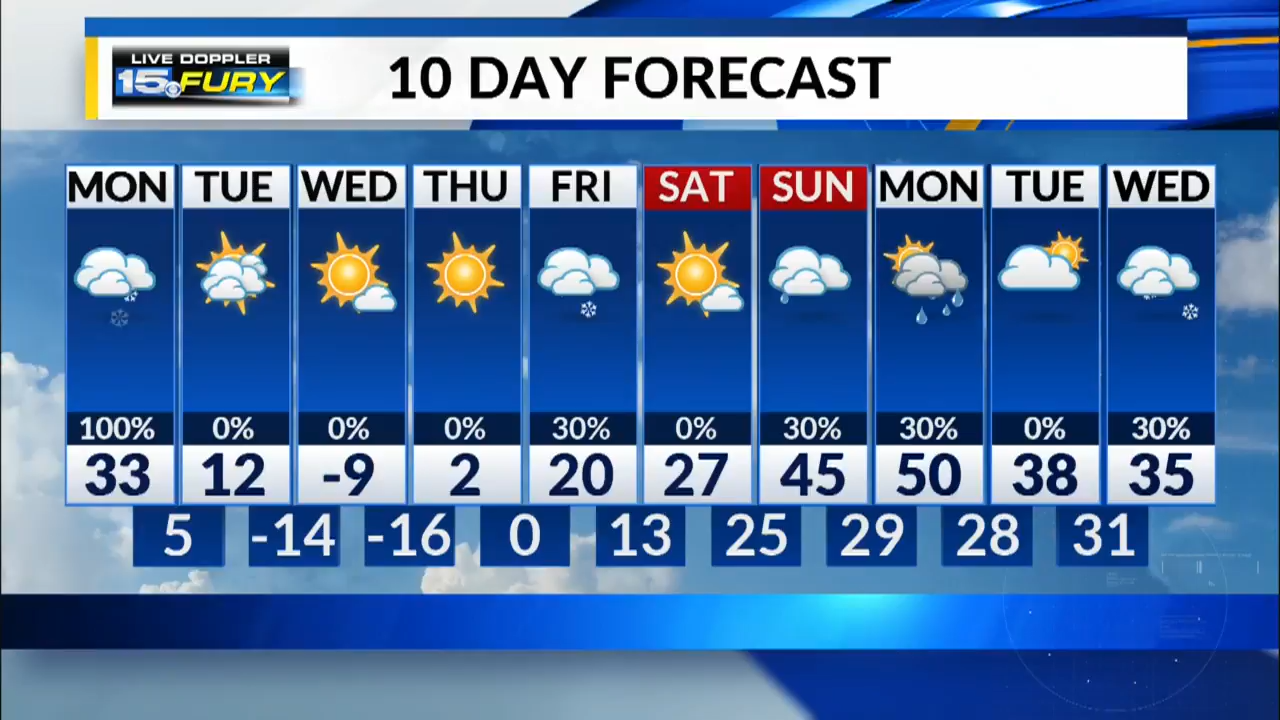 LIVE DOPPLER
15 FURY
10 DAY FORECAST
MON TUE WED THU FRI SAT SUN MON TUE WED
100% 0% 0% 0% 30% 0% 30% 30% 0% 30%
33 12 -9 2 20 27 45 50 38 35
5 -14 -16 0 13 25 29 28 31